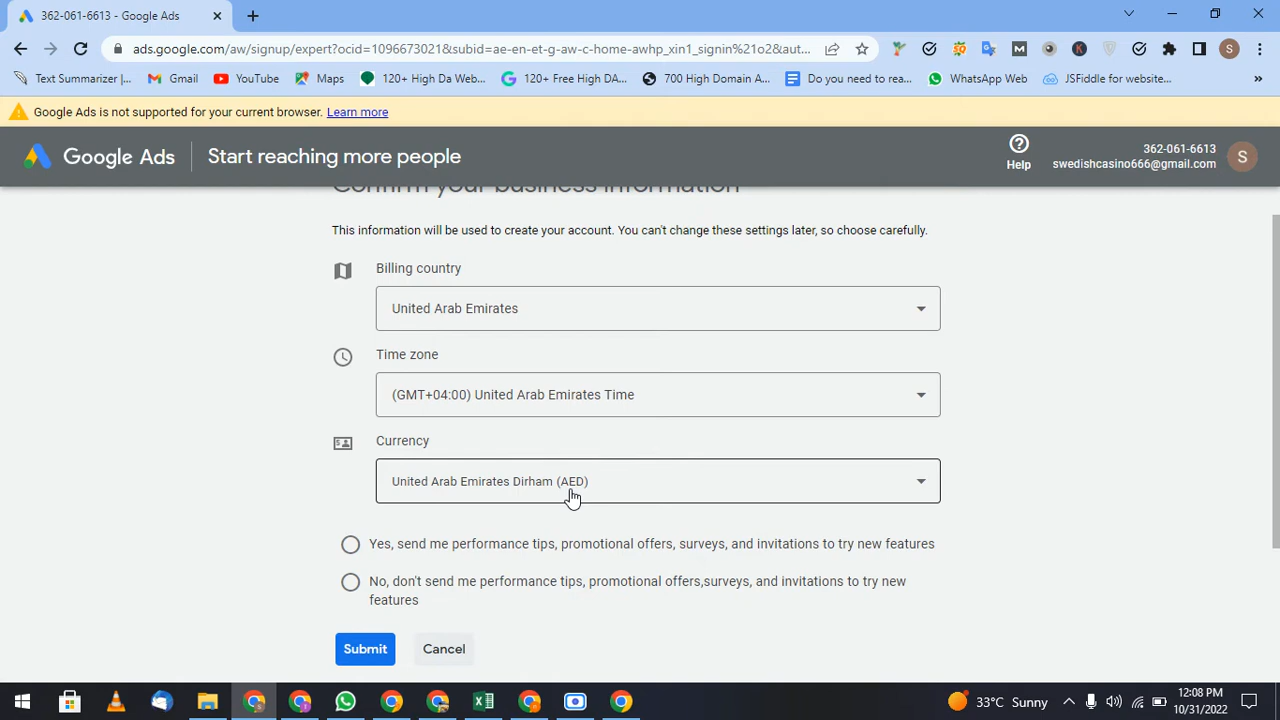 362-061-6613 - Google Ads
ads.google.com/aw/signup/expert?ocid=1096673021&subid=ae-en-et-g-aw-c-home-awhp_xin1_signin%21o2&aut...
Text Summarizer |...
Gmail
YouTube
Maps
120+ High Da Web...
120+ Free High DA...
700 High Domain A...
Do you need to rea...
WhatsApp Web
JSFiddle for website...
»
Google Ads is not supported for your current browser. Learn more
Google Ads
Start reaching more people
Help
362-061-6613
swedishcasino666@gmail.com
S
Confirm your business information
This information will be used to create your account. You can't change these settings later, so choose carefully.
Billing country
United Arab Emirates
Time zone
(GMT+04:00) United Arab Emirates Time
Currency
United Arab Emirates Dirham (AED)
Yes, send me performance tips, promotional offers, surveys, and invitations to try new features
No, don't send me performance tips, promotional offers,surveys, and invitations to try new
features
Submit
Cancel
33°C Sunny
12:08 PM
10/31/2022